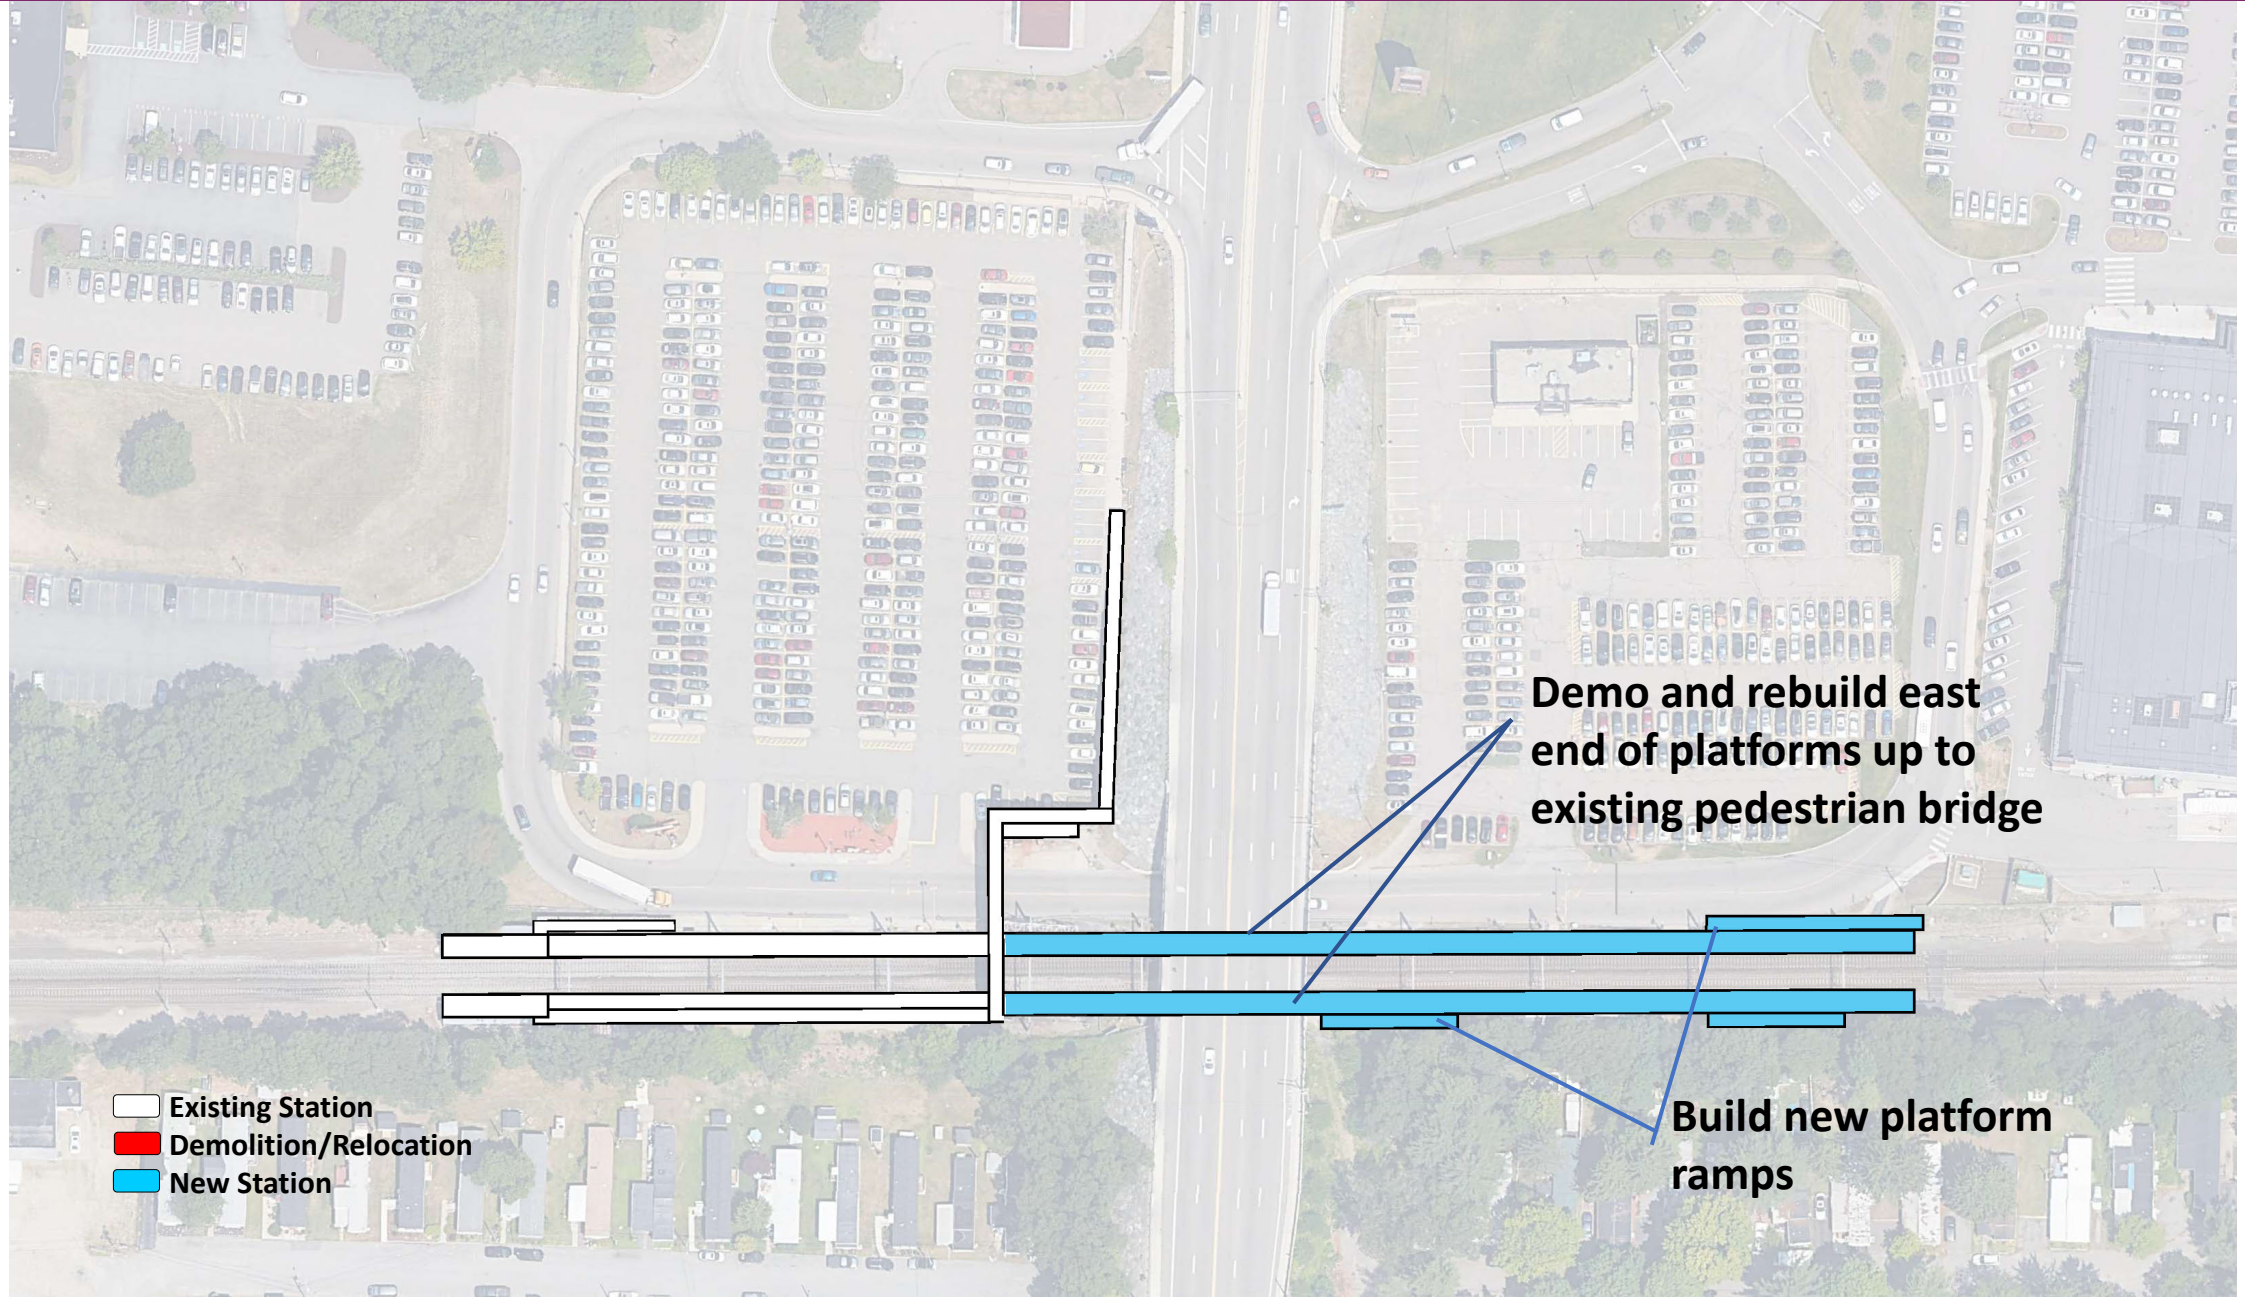 Demo and rebuild east
end of platforms up to
existing pedestrian bridge
Existing Station
Demolition/Relocation
New Station
Build new platform
ramps